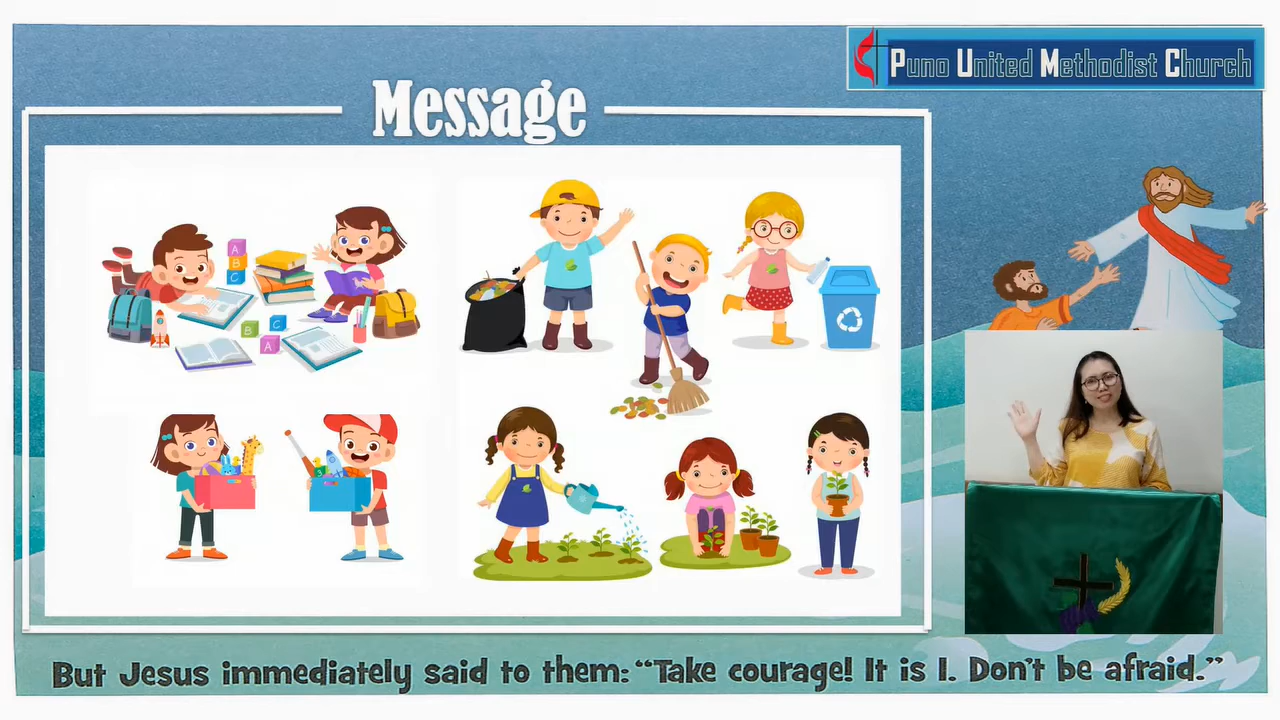 Puno United Methodist Church
Message
A
B
C
B
C
A
But Jesus immediately said to them: “Take courage! It is I. Don’t be afraid.”